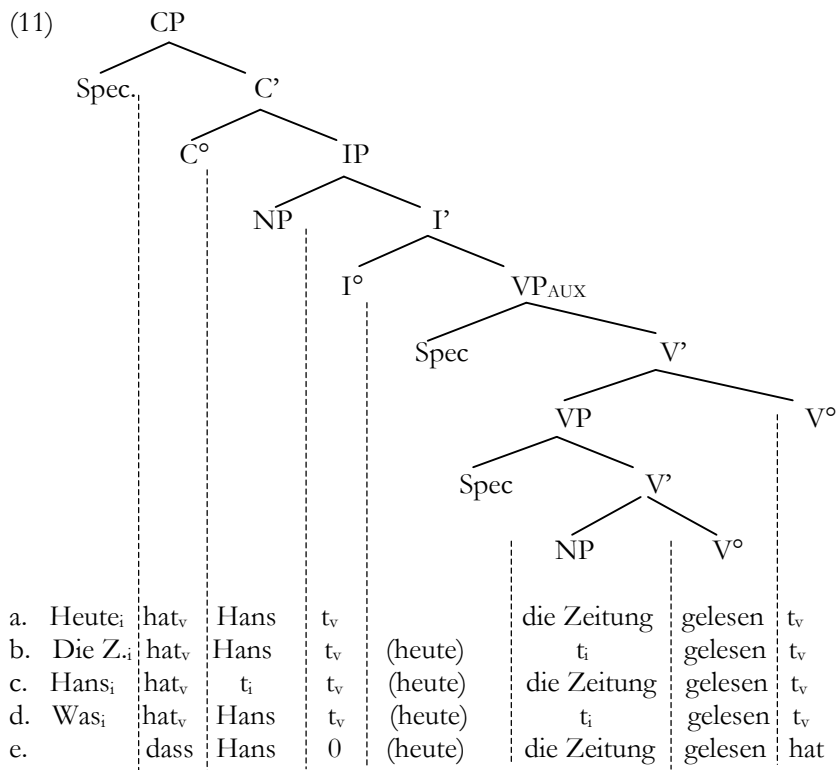 (11) CP
Spec. C’
C° IP
NP I’
I° VPAUX
Spec V’
VP V°
Spec V’
NP V°
a. Heutei hatv Hans tv die Zeitung gelesen tv
b. Die Z.i hatv Hans tv (heute) ti gelesen tv
c. Hansi hatv ti tv (heute) die Zeitung gelesen tv
d. Wasi hatv Hans tv (heute) ti gelesen tv
e. dass Hans 0 (heute) die Zeitung gelesen hat